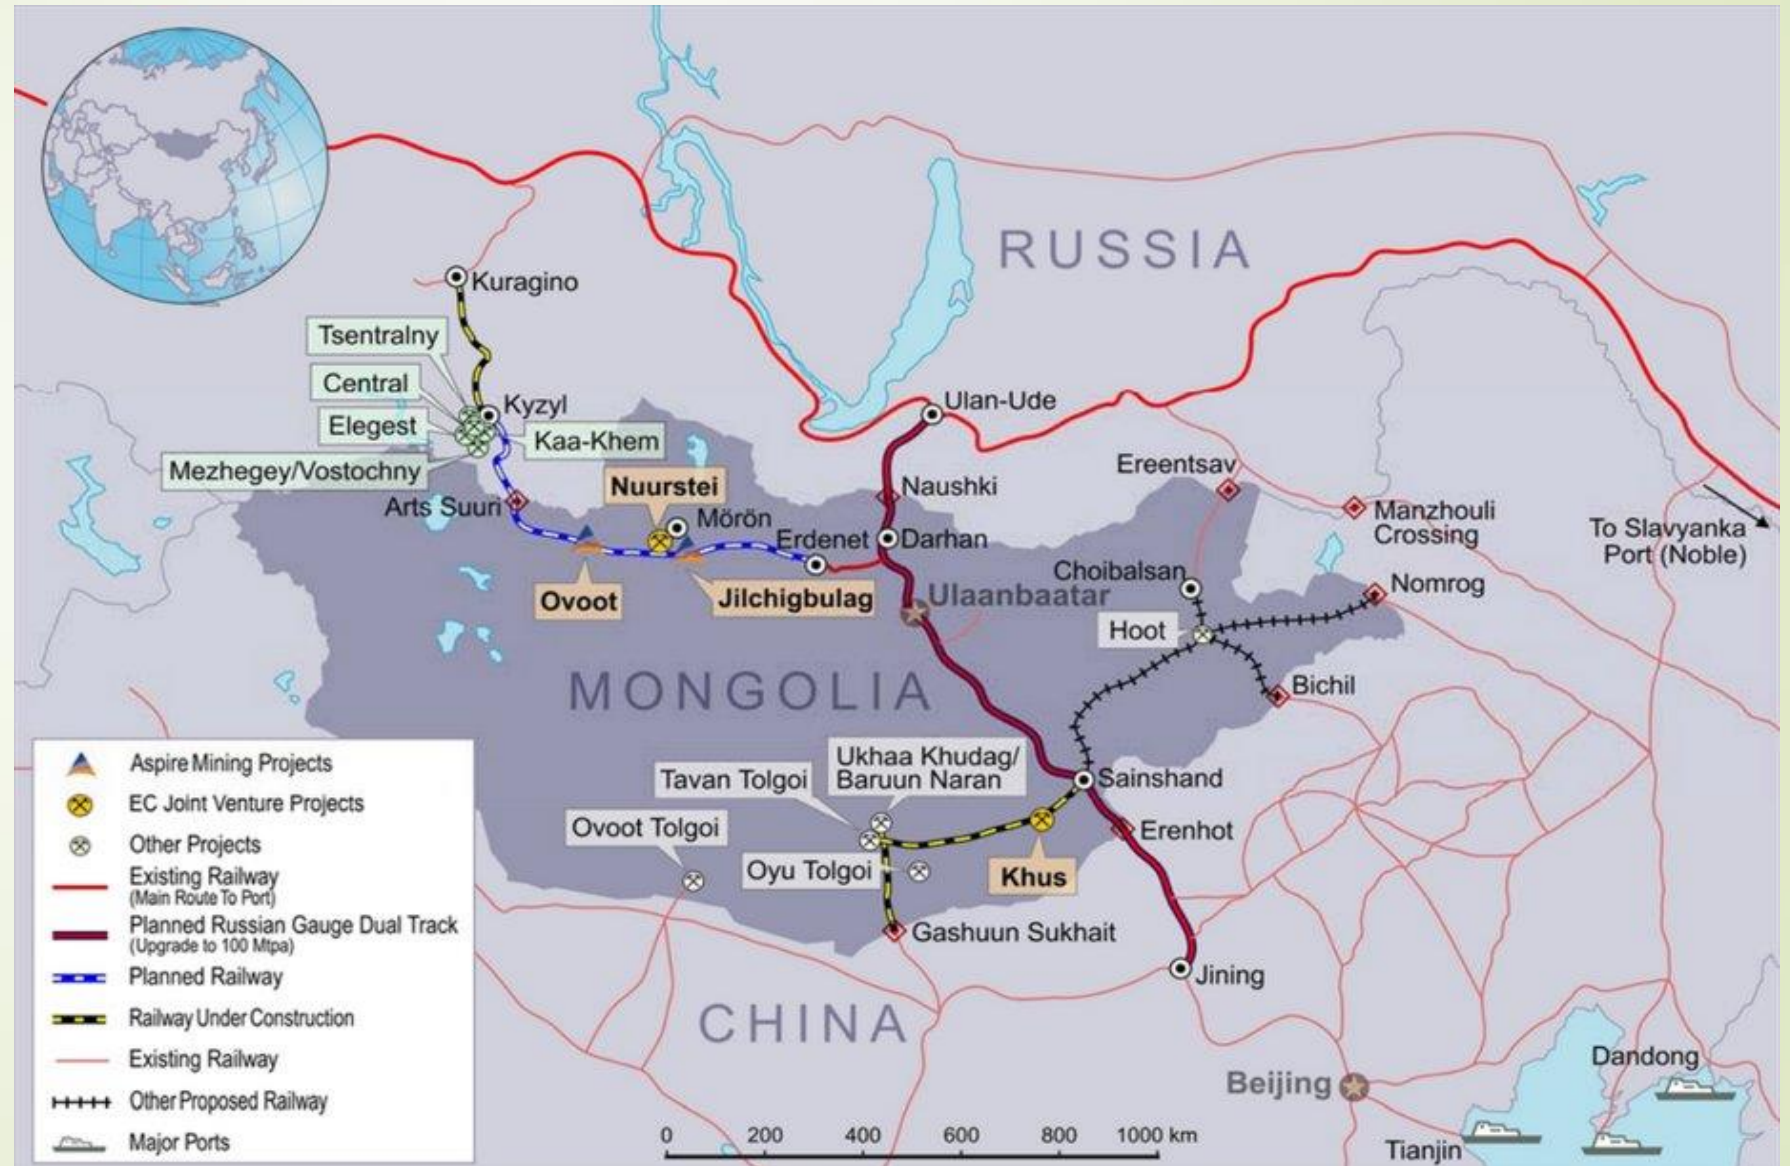 RUSSIA
Kuragino
Tsentralny
Central
Kyzyl
Elegest
Kaa-Khem
Mezhegey/Vostochny
Arts Suuri
Nuurstei
Mörön
Ovoot
Jilchigbulag
Erdenet
Ulan-Ude
Naushki
Darhan
Ulaanbaatar
Ereentsav
Manzhouli
Crossing
To Slavyanka
Port (Noble)
Choibalsan
Nomrog
Hoot
Bichil
MONGOLIA
Ukhaa Khudag/
Baruun Naran
Tavan Tolgoi
Sainshand
Ovoot Tolgoi
Erenhot
Oyu Tolgoi
Khus
Gashuun Sukhait
Jining
CHINA
Beijing
Dandong
Tianjin
Aspire Mining Projects
EC Joint Venture Projects
Other Projects
Existing Railway
(Main Route To Port)
Planned Russian Gauge Dual Track
(Upgrade to 100 Mtpa)
Planned Railway
Railway Under Construction
Existing Railway
Other Proposed Railway
Major Ports
0 200 400 600 800 1000 km